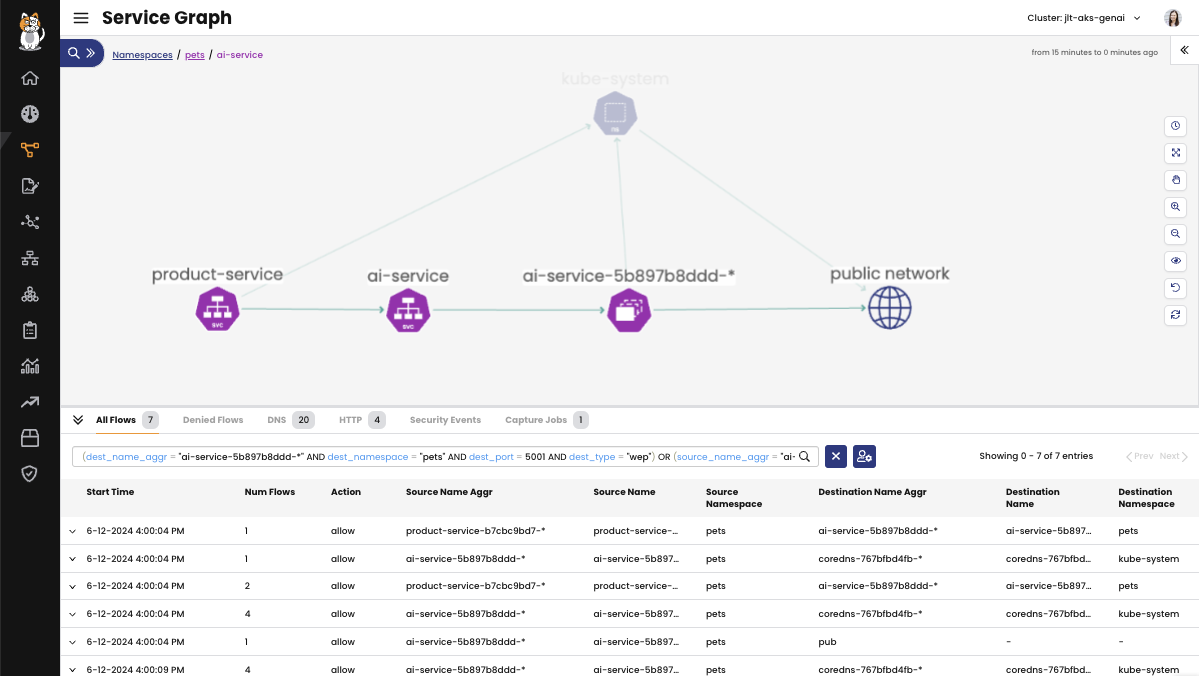 Service Graph
Cluster: jlt-aks-genai
Namespaces / pets / ai-service
from 15 minutes to 0 minutes ago
kube-system
ns
product-service
ai-service
ai-service-5b897b8ddd-*
public network
svc
svc
All Flows 7 Denied Flows DNS 20 HTTP 4 Security Events Capture Jobs 1
(dest_name_aggr = "ai-service-5b897b8ddd-*" AND dest_namespace = "pets" AND dest_port = 5001 AND dest_type = "wep") OR (source_name_aggr = "ai-
Showing 0 - 7 of 7 entries
Prev Next
Start Time Num Flows Action Source Name Aggr Source Name Source Namespace Destination Name Aggr Destination Name Destination Namespace
6-12-2024 4:00:04 PM 1 allow product-service-b7cbc9bd7-* product-service-... pets ai-service-5b897b8ddd-* ai-service-5b897... pets
6-12-2024 4:00:04 PM 1 allow ai-service-5b897b8ddd-* ai-service-5b897... pets coredns-767bfbd4fb-* coredns-767bfbd... kube-system
6-12-2024 4:00:04 PM 2 allow product-service-b7cbc9bd7-* product-service-... pets ai-service-5b897b8ddd-* ai-service-5b897... pets
6-12-2024 4:00:04 PM 4 allow ai-service-5b897b8ddd-* ai-service-5b897... pets coredns-767bfbd4fb-* coredns-767bfbd... kube-system
6-12-2024 4:00:04 PM 1 allow ai-service-5b897b8ddd-* ai-service-5b897... pets pub - -
6-12-2024 4:00:09 PM 4 allow ai-service-5b897b8ddd-* ai-service-5b897... pets coredns-767bfbd4fb-* coredns-767bfbd... kube-system